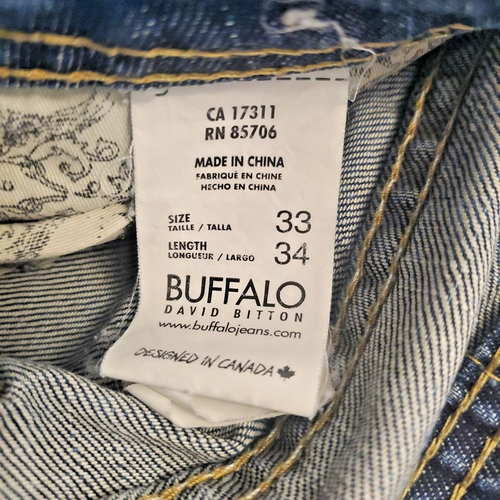 CA 17311
RN 85706
MADE IN CHINA
FABRIQUÉ EN CHINE
HECHO EN CHINA
SIZE 33
TAILLE / TALLA
LENGTH 34
LONGUEUR / LARGO
BUFFALO
DAVID BITTON
www.buffalojeans.com
DESIGNED IN CANADA